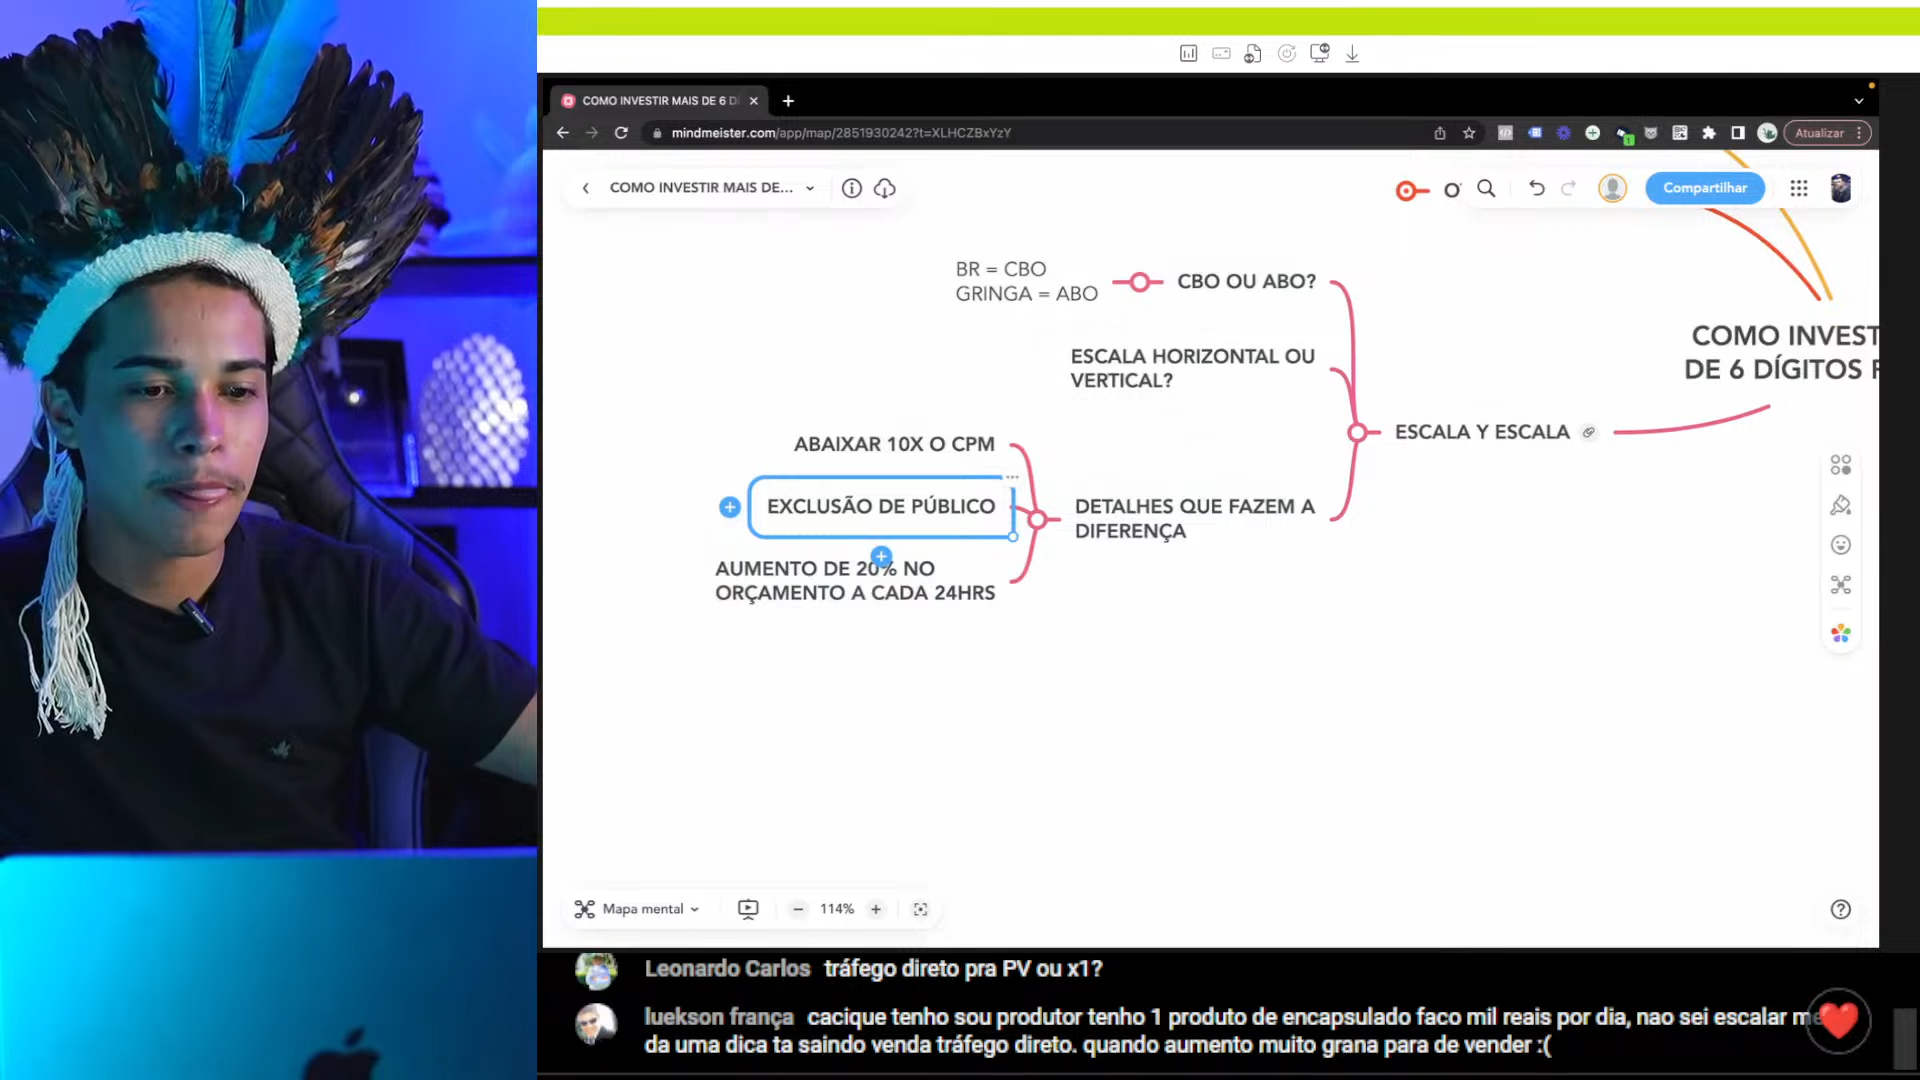 COMO INVESTIR MAIS DE 6 D
mindmeister.com/app/map/2851930242?t=XLHCZBxYzY
Atualizar
COMO INVESTIR MAIS DE...
Compartilhar
BR = CBO
GRINGA = ABO
CBO OU ABO?
ESCALA HORIZONTAL OU
VERTICAL?
COMO INVEST
DE 6 DÍGITOS
ABAIXAR 10X O CPM
ESCALA Y ESCALA
EXCLUSÃO DE PÚBLICO
DETALHES QUE FAZEM A
DIFERENÇA
AUMENTO DE 20% NO
ORÇAMENTO A CADA 24HRS
Mapa mental
114%
Leonardo Carlos tráfego direto pra PV ou x1?
luekson frança cacique tenho sou produtor tenho 1 produto de encapsulado faco mil reais por dia, nao sei escalar me
da uma dica ta saindo venda tráfego direto. quando aumento muito grana para de vender :(